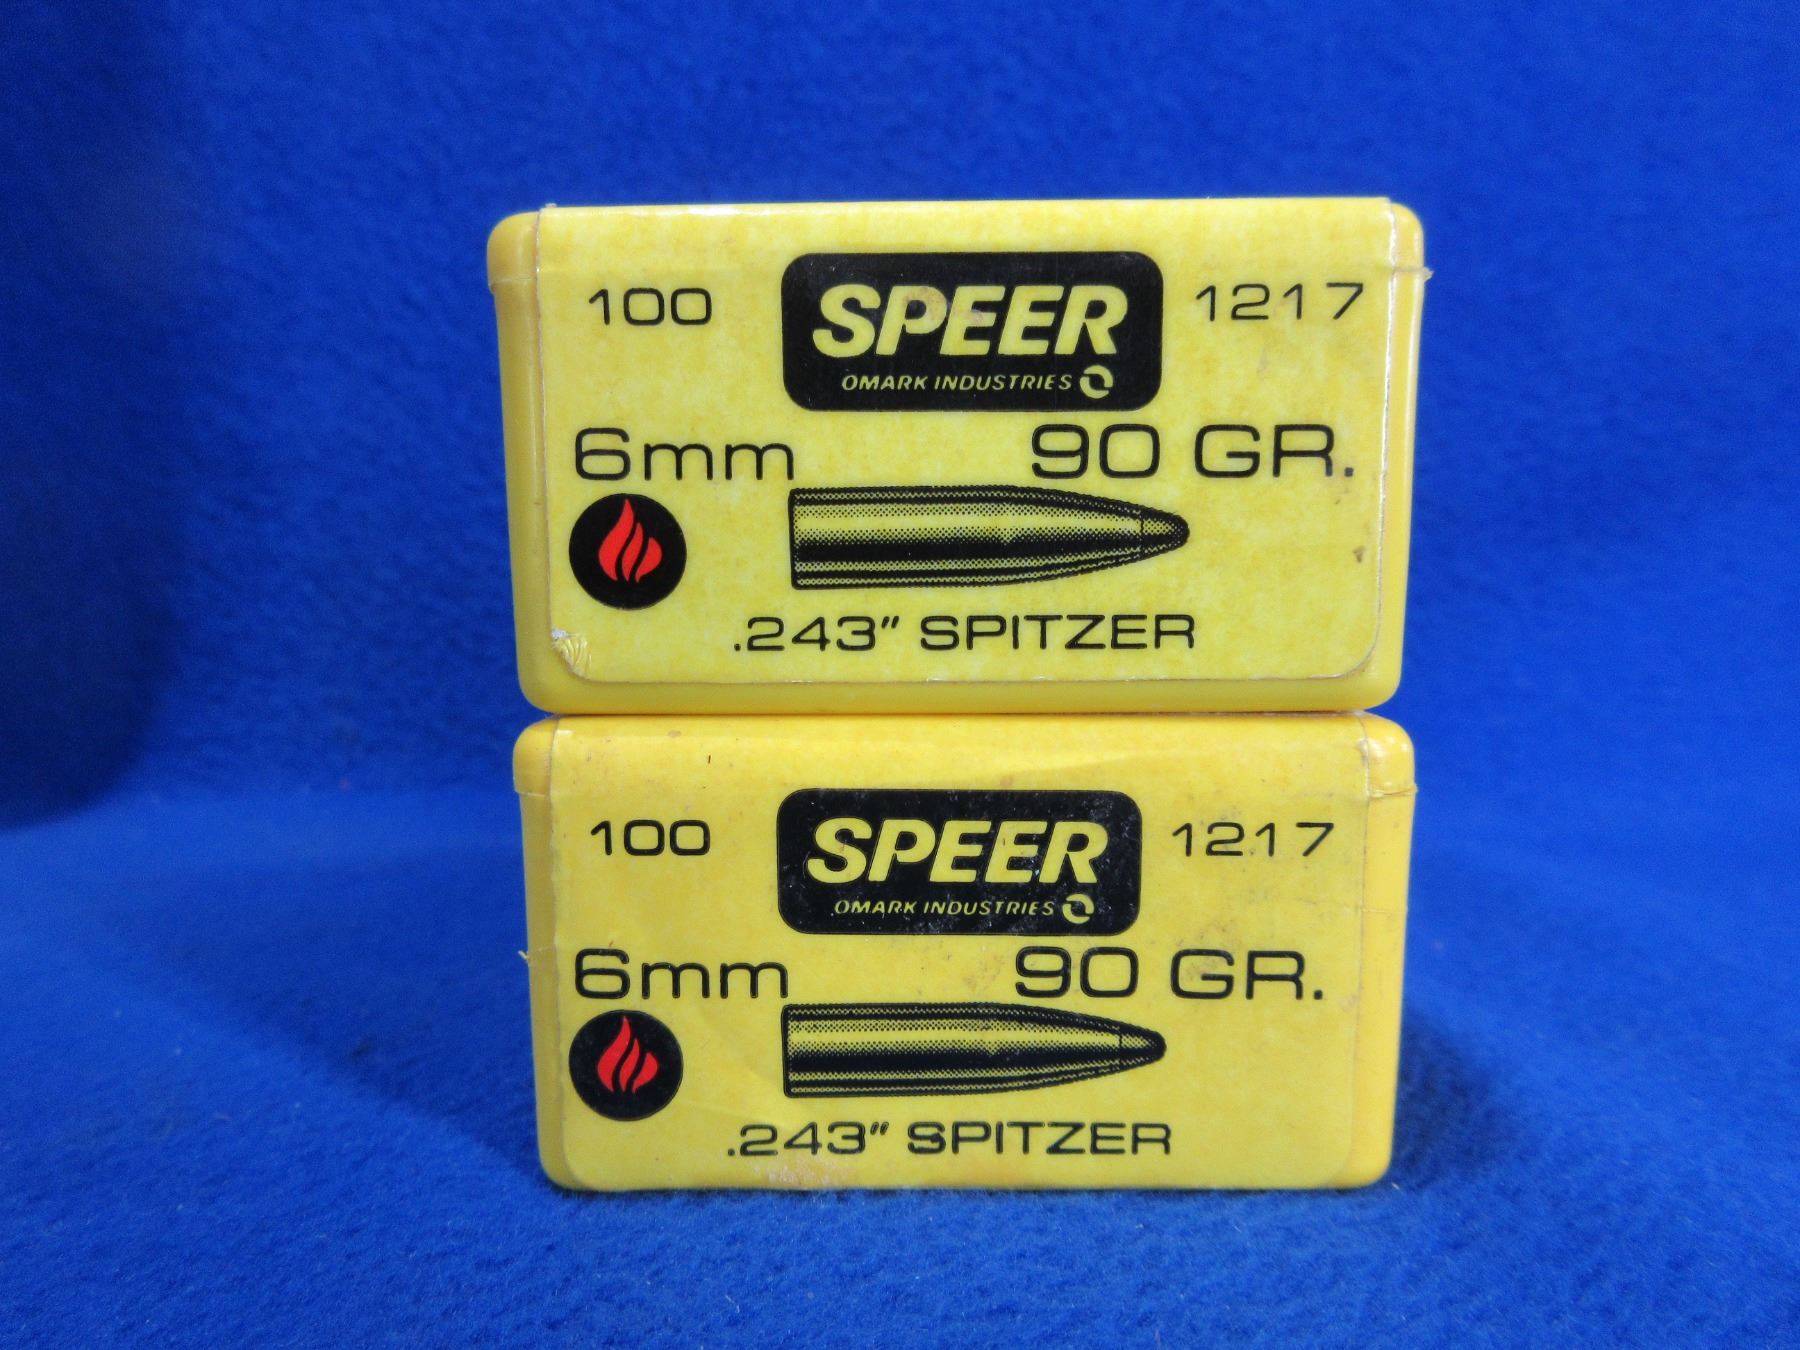 100 SPEER 1217
OMARK INDUSTRIES
6mm 90 GR.
.243" SPITZER
100 SPEER 1217
OMARK INDUSTRIES
6mm 90 GR.
.243" SPITZER